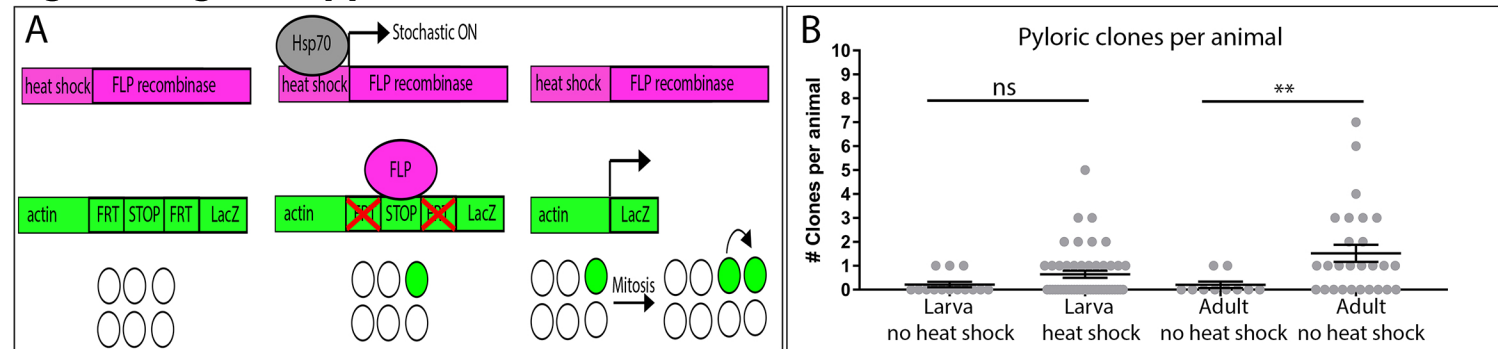 A
Hsp70
Stochastic ON
heat shock FLP recombinase
heat shock FLP recombinase
heat shock FLP recombinase
FLP
actin FRT STOP FRT LacZ
actin FRT STOP FRT LacZ
actin LacZ
Mitosis
B
Pyloric clones per animal
# Clones per animal
10
9
8
7
6
5
4
3
2
1
0
ns
**
Larva
no heat shock
Larva
heat shock
Adult
no heat shock
Adult
no heat shock